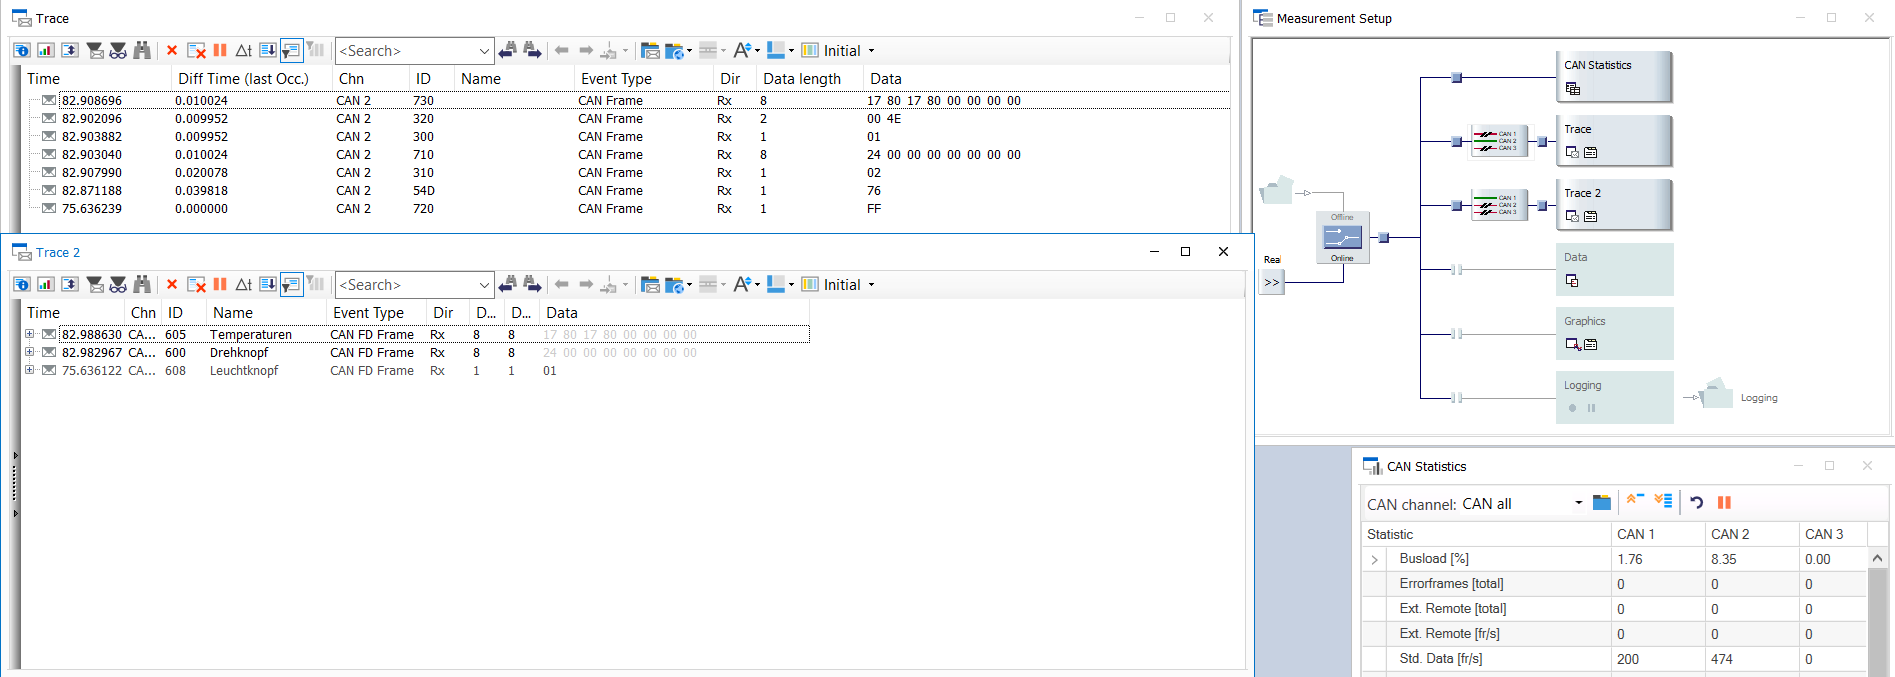 Trace
<Search>
Initial
Time Diff Time (last Occ.) Chn ID Name Event Type Dir Data length Data
82.908696 0.010024 CAN 2 730 CAN Frame Rx 8 17 80 17 80 00 00 00 00
82.902096 0.009952 CAN 2 320 CAN Frame Rx 2 00 4E
82.903882 0.009952 CAN 2 300 CAN Frame Rx 1 01
82.903040 0.010024 CAN 2 710 CAN Frame Rx 8 24 00 00 00 00 00 00 00
82.907990 0.020078 CAN 2 310 CAN Frame Rx 1 02
82.871188 0.039818 CAN 2 54D CAN Frame Rx 1 76
75.636239 0.000000 CAN 2 720 CAN Frame Rx 1 FF
Trace 2
<Search>
Initial
Time Chn ID Name Event Type Dir D... D... Data
82.988630 CA... 605 Temperaturen CAN FD Frame Rx 8 8 17 80 17 80 00 00 00 00
82.982967 CA... 600 Drehknopf CAN FD Frame Rx 8 8 24 00 00 00 00 00 00 00
75.636122 CA... 608 Leuchtknopf CAN FD Frame Rx 1 1 01
Measurement Setup
CAN Statistics
CAN 1
CAN 2
CAN 3
Trace
CAN 1
CAN 2
CAN 3
Trace 2
Offline
Online
Real
>>
Data
Graphics
Logging
Logging
CAN Statistics
CAN channel: CAN all
Statistic CAN 1 CAN 2 CAN 3
Busload [%] 1.76 8.35 0.00
Errorframes [total] 0 0 0
Ext. Remote [total] 0 0 0
Ext. Remote [fr/s] 0 0 0
Std. Data [fr/s] 200 474 0